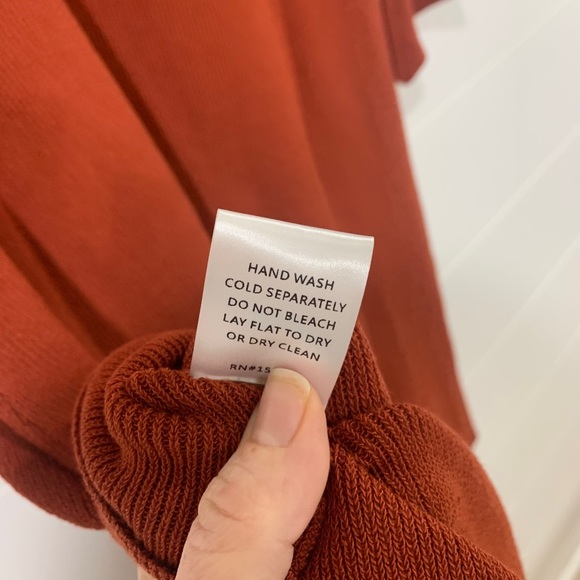 HAND WASH
COLD SEPARATELY
DO NOT BLEACH
LAY FLAT TO DRY
OR DRY CLEAN
RN#15